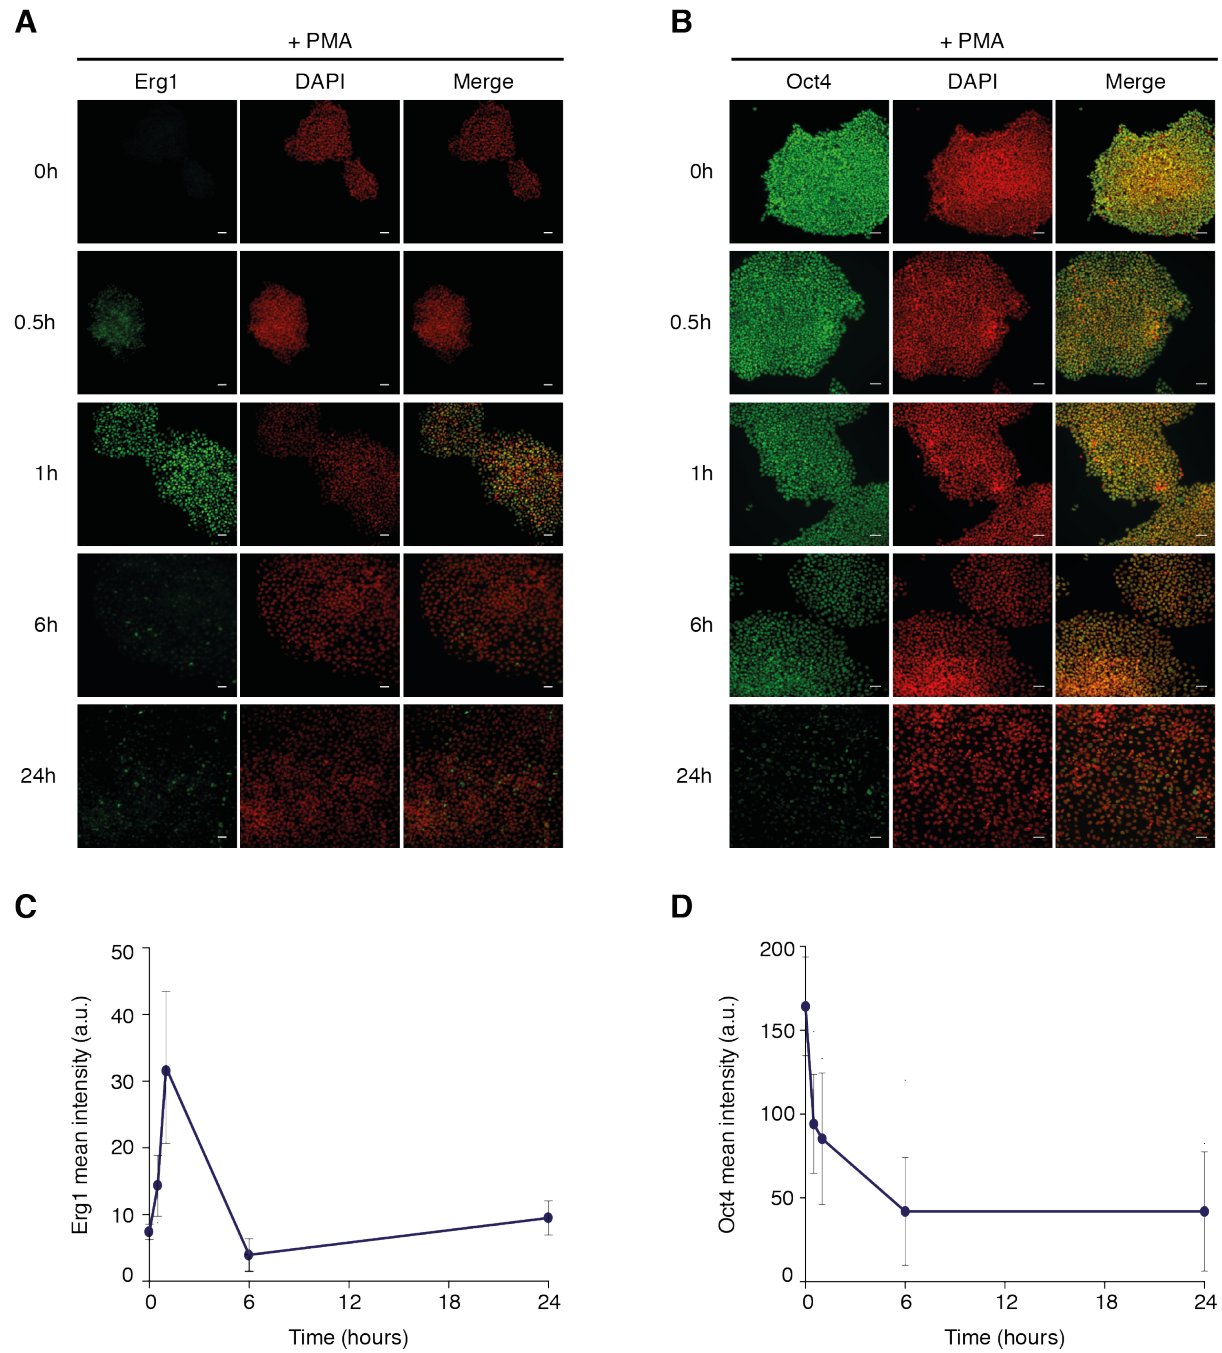 A
+ PMA
Erg1 DAPI Merge
0h
0.5h
1h
6h
24h
B
+ PMA
Oct4 DAPI Merge
0h
0.5h
1h
6h
24h
C
Erg1 mean intensity (a.u.)
50
40
30
20
10
0
0 6 12 18 24
Time (hours)
D
Oct4 mean intensity (a.u.)
200
150
100
50
0
0 6 12 18 24
Time (hours)